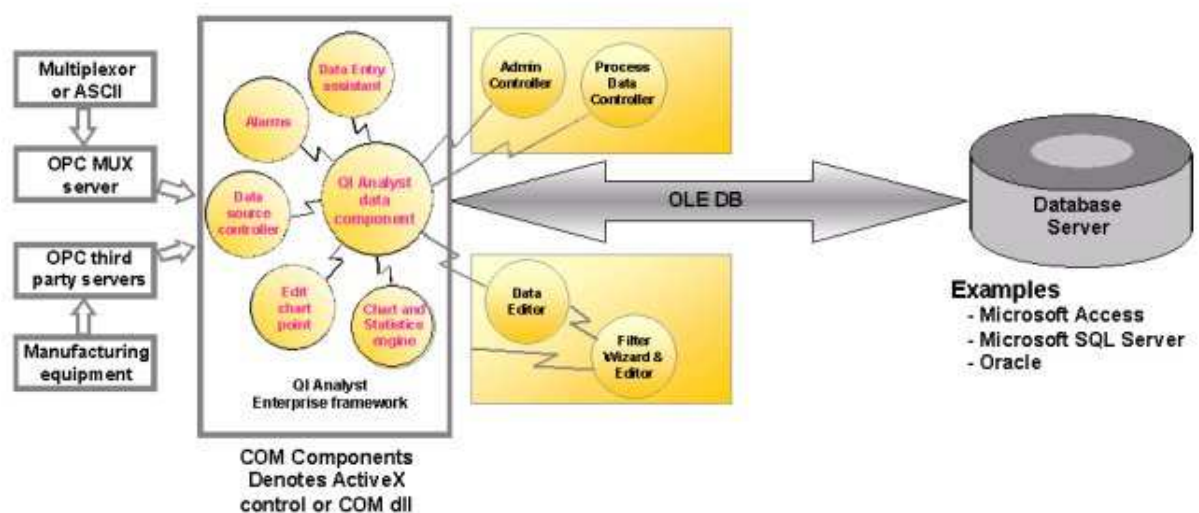 Multiplexor
or ASCII
OPC MUX
server
OPC third
party servers
Manufacturing
equipment
Data Entry
assistant
Alarms
QI Analyst
data
component
Data
source
controller
Edit
chart
point
Chart and
Statistics
engine
QI Analyst
Enterprise framework
COM Components
Denotes ActiveX
control or COM dll
Admin
Controller
Process
Data
Controller
OLE DB
Data
Editor
Filter
Wizard &
Editor
Database
Server
Examples
- Microsoft Access
- Microsoft SQL Server
- Oracle